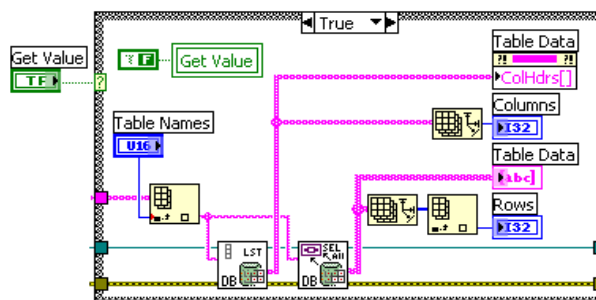 True
Table Data
Get Value
TF
F
Get Value
ColHdrs[]
Columns
I32
Table Names
U16
Table Data
abc]
Rows
I32
LST
DB
SEL
All
DB